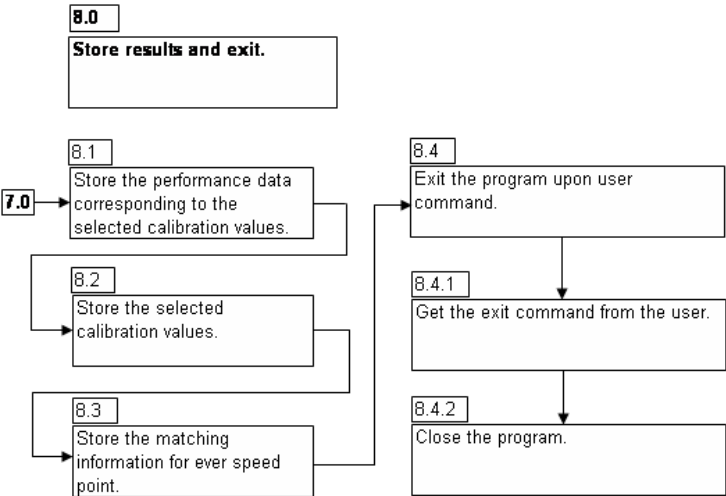 8.0
Store results and exit.
8.1
7.0
Store the performance data
corresponding to the
selected calibration values.
8.2
Store the selected
calibration values.
8.3
Store the matching
information for ever speed
point.
8.4
Exit the program upon user
command.
8.4.1
Get the exit command from the user.
8.4.2
Close the program.